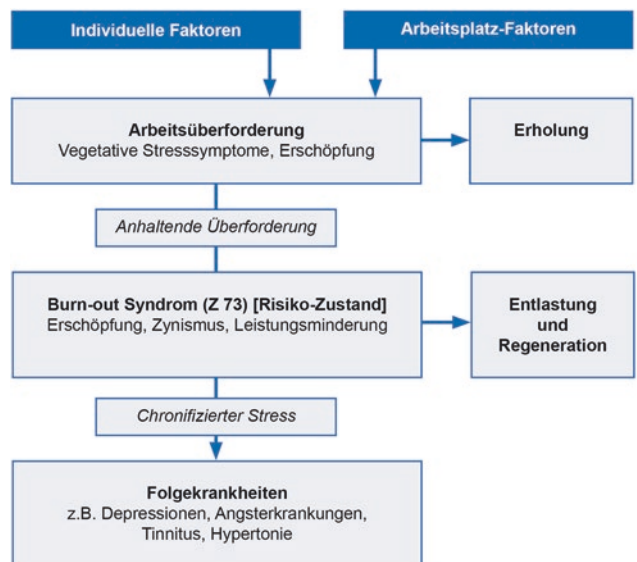 Individuelle Faktoren
Arbeitsplatz-Faktoren
Arbeitsüberforderung
Vegetative Stresssymptome, Erschöpfung
Erholung
Anhaltende Überforderung
Burn-out Syndrom (Z 73) [Risiko-Zustand]
Erschöpfung, Zynismus, Leistungsminderung
Entlastung
und
Regeneration
Chronifizierter Stress
Folgekrankheiten
z.B. Depressionen, Angsterkrankungen,
Tinnitus, Hypertonie